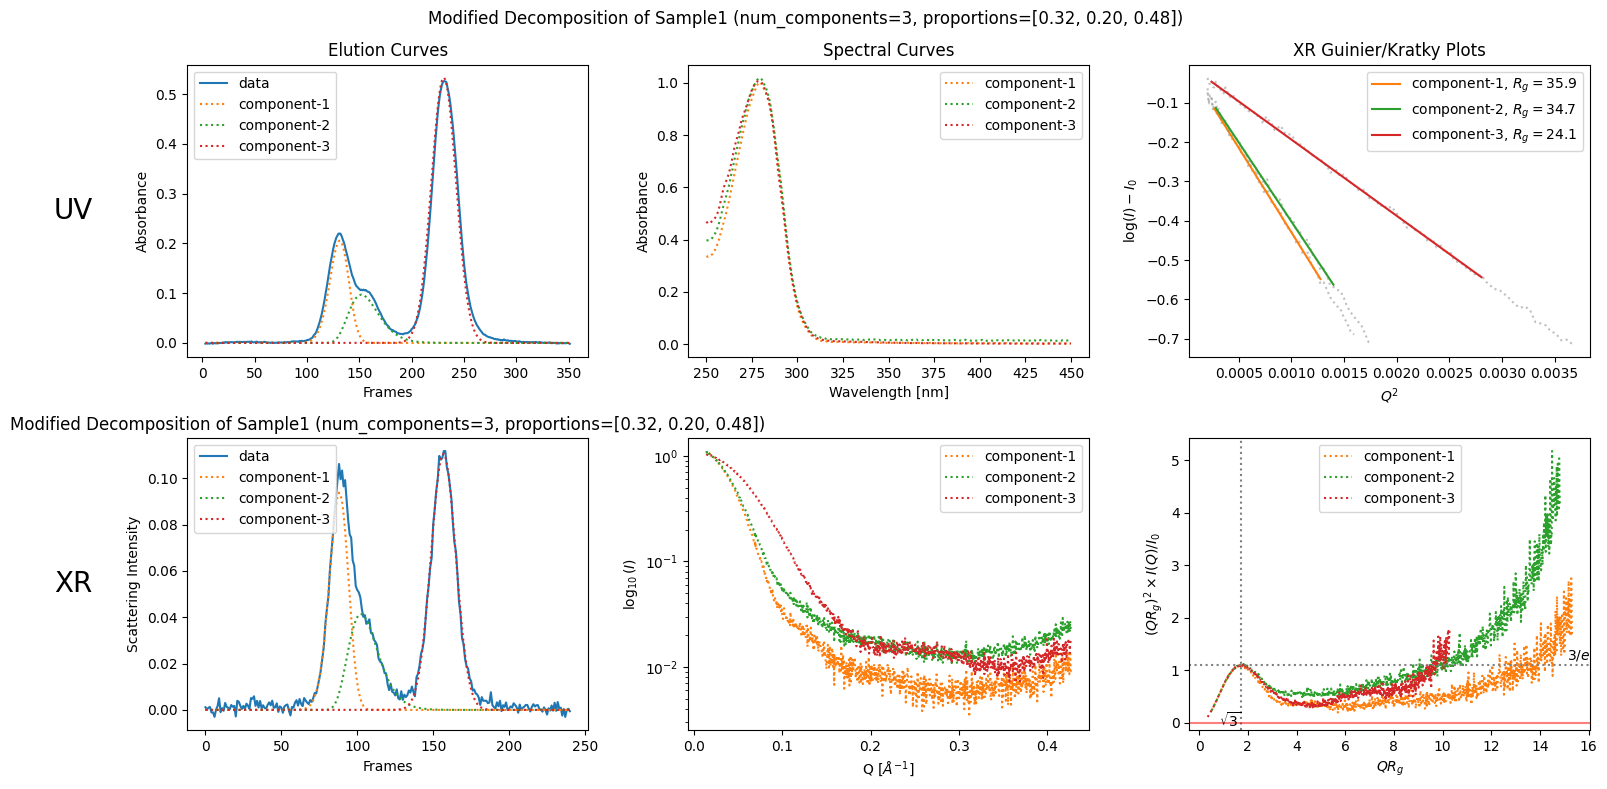 Modified Decomposition of Sample1 (num_components=3, proportions=[0.32, 0.20, 0.48])
Elution Curves
Spectral Curves
XR Guinier/Kratky Plots
UV
Absorbance
0.5
0.4
0.3
0.2
0.1
0.0
data
component-1
component-2
component-3
0 50 100 150 200 250 300 350
Frames
Absorbance
1.0
0.8
0.6
0.4
0.2
0.0
component-1
component-2
component-3
250 275 300 325 350 375 400 425 450
Wavelength [nm]
log(I) − I₀
−0.1
−0.2
−0.3
−0.4
−0.5
−0.6
−0.7
component-1, R_g = 35.9
component-2, R_g = 34.7
component-3, R_g = 24.1
0.0005 0.0010 0.0015 0.0020 0.0025 0.0030 0.0035
Q²
Modified Decomposition of Sample1 (num_components=3, proportions=[0.32, 0.20, 0.48])
XR
Scattering Intensity
0.10
0.08
0.06
0.04
0.02
0.00
data
component-1
component-2
component-3
0 50 100 150 200 250
Frames
log₁₀(I)
10⁰
10⁻¹
10⁻²
component-1
component-2
component-3
0.0 0.1 0.2 0.3 0.4
Q [Å⁻¹]
(QR_g)² × I(Q)/I₀
5
4
3
2
1
0
component-1
component-2
component-3
3/e
√3
0 2 4 6 8 10 12 14 16
QR_g